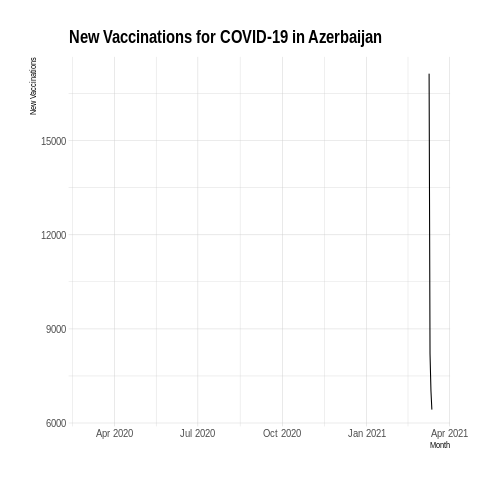 New Vaccinations for COVID-19 in Azerbaijan
New Vaccinations
15000
12000
9000
6000
Apr 2020 Jul 2020 Oct 2020 Jan 2021 Apr 2021
Month